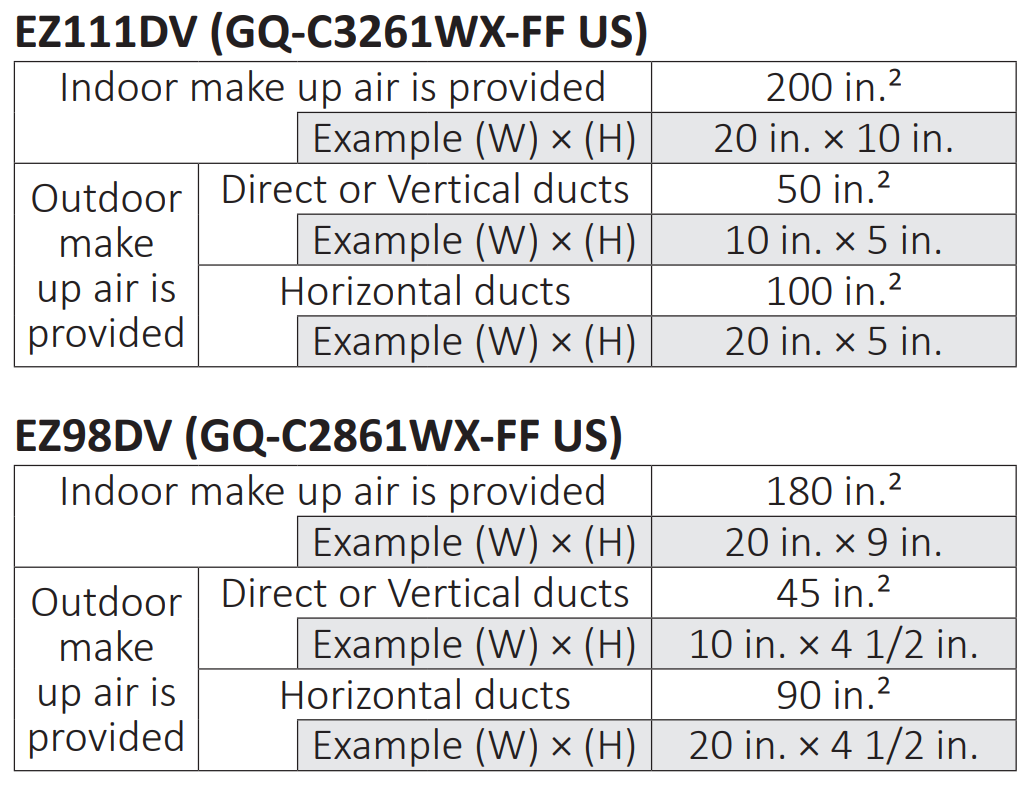 EZ111DV (GQ-C3261WX-FF US)
Indoor make up air is provided 200 in.²
Example (W) × (H) 20 in. × 10 in.
Outdoor
make
up air is
provided
Direct or Vertical ducts 50 in.²
Example (W) × (H) 10 in. × 5 in.
Horizontal ducts 100 in.²
Example (W) × (H) 20 in. × 5 in.
EZ98DV (GQ-C2861WX-FF US)
Indoor make up air is provided 180 in.²
Example (W) × (H) 20 in. × 9 in.
Outdoor
make
up air is
provided
Direct or Vertical ducts 45 in.²
Example (W) × (H) 10 in. × 4 1/2 in.
Horizontal ducts 90 in.²
Example (W) × (H) 20 in. × 4 1/2 in.